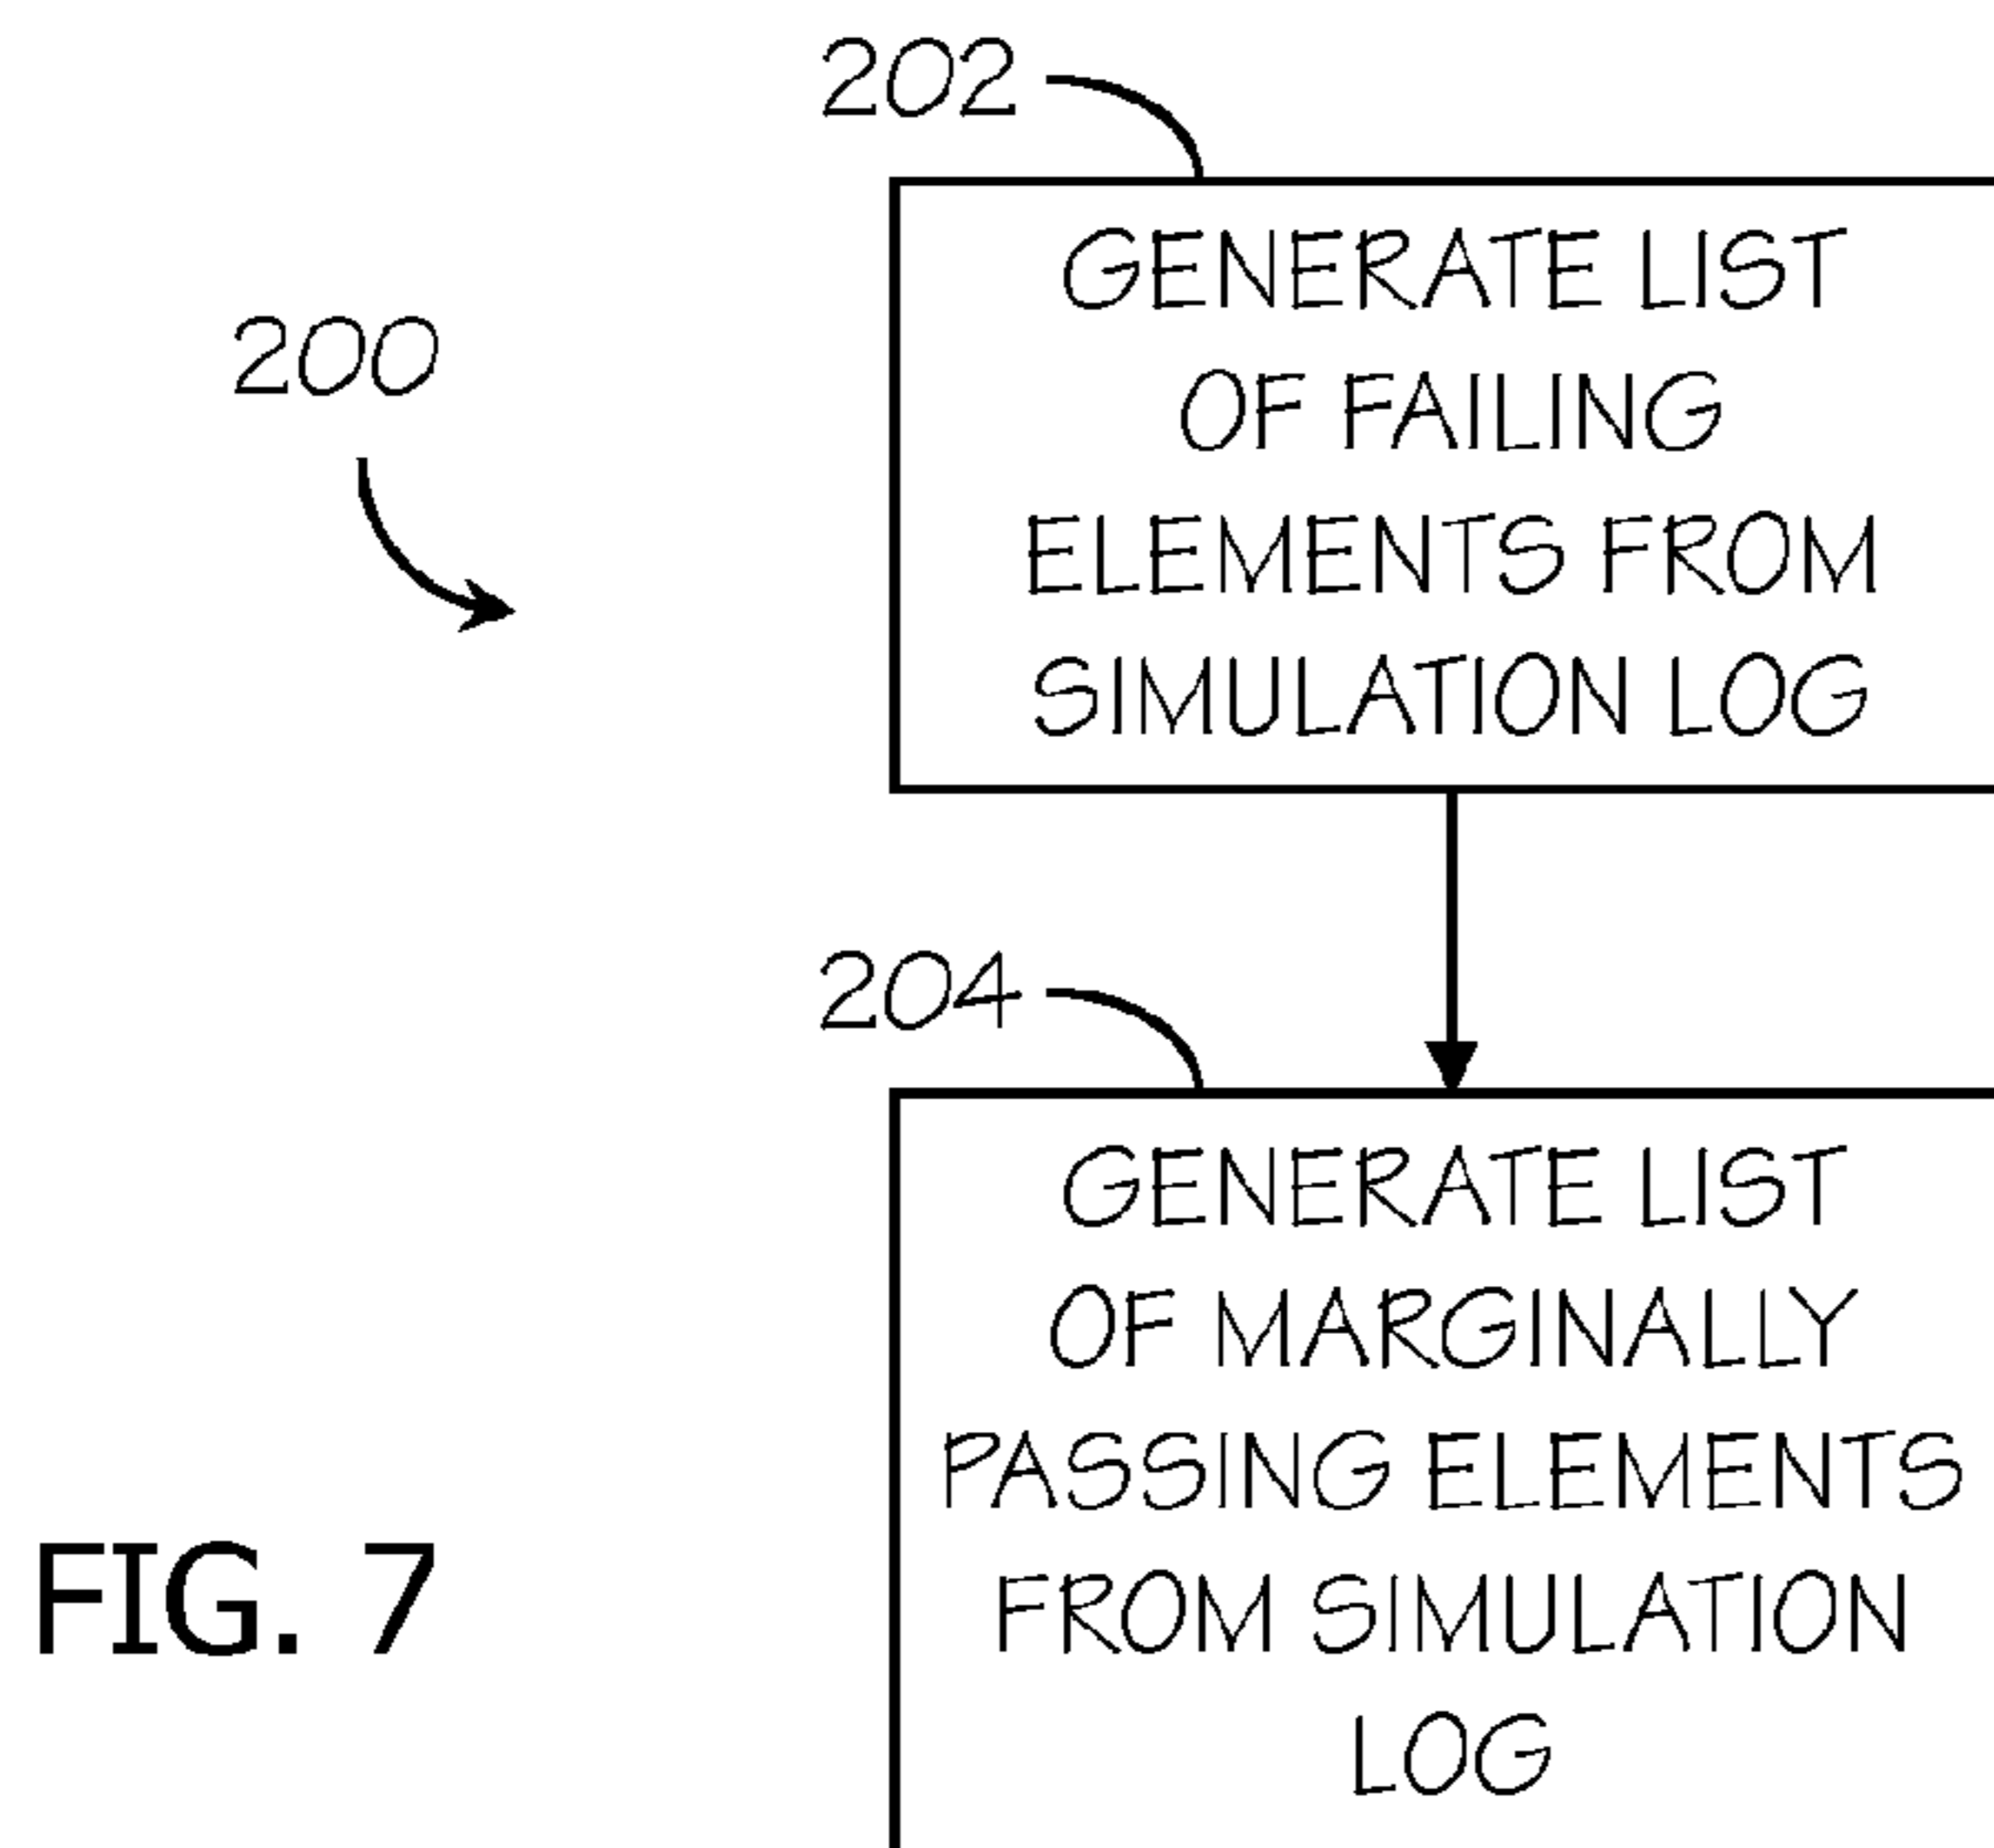 202
GENERATE LIST
OF FAILING
ELEMENTS FROM
SIMULATION LOG
200
204
GENERATE LIST
OF MARGINALLY
PASSING ELEMENTS
FROM SIMULATION
LOG
FIG. 7